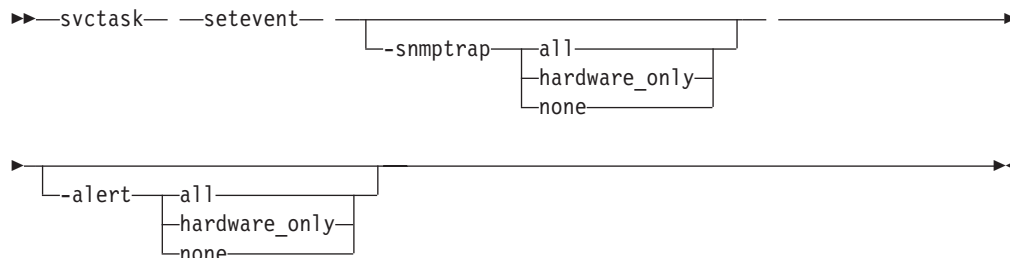 svctask setevent
-snmptrap all
hardware_only
none
-alert all
hardware_only
none